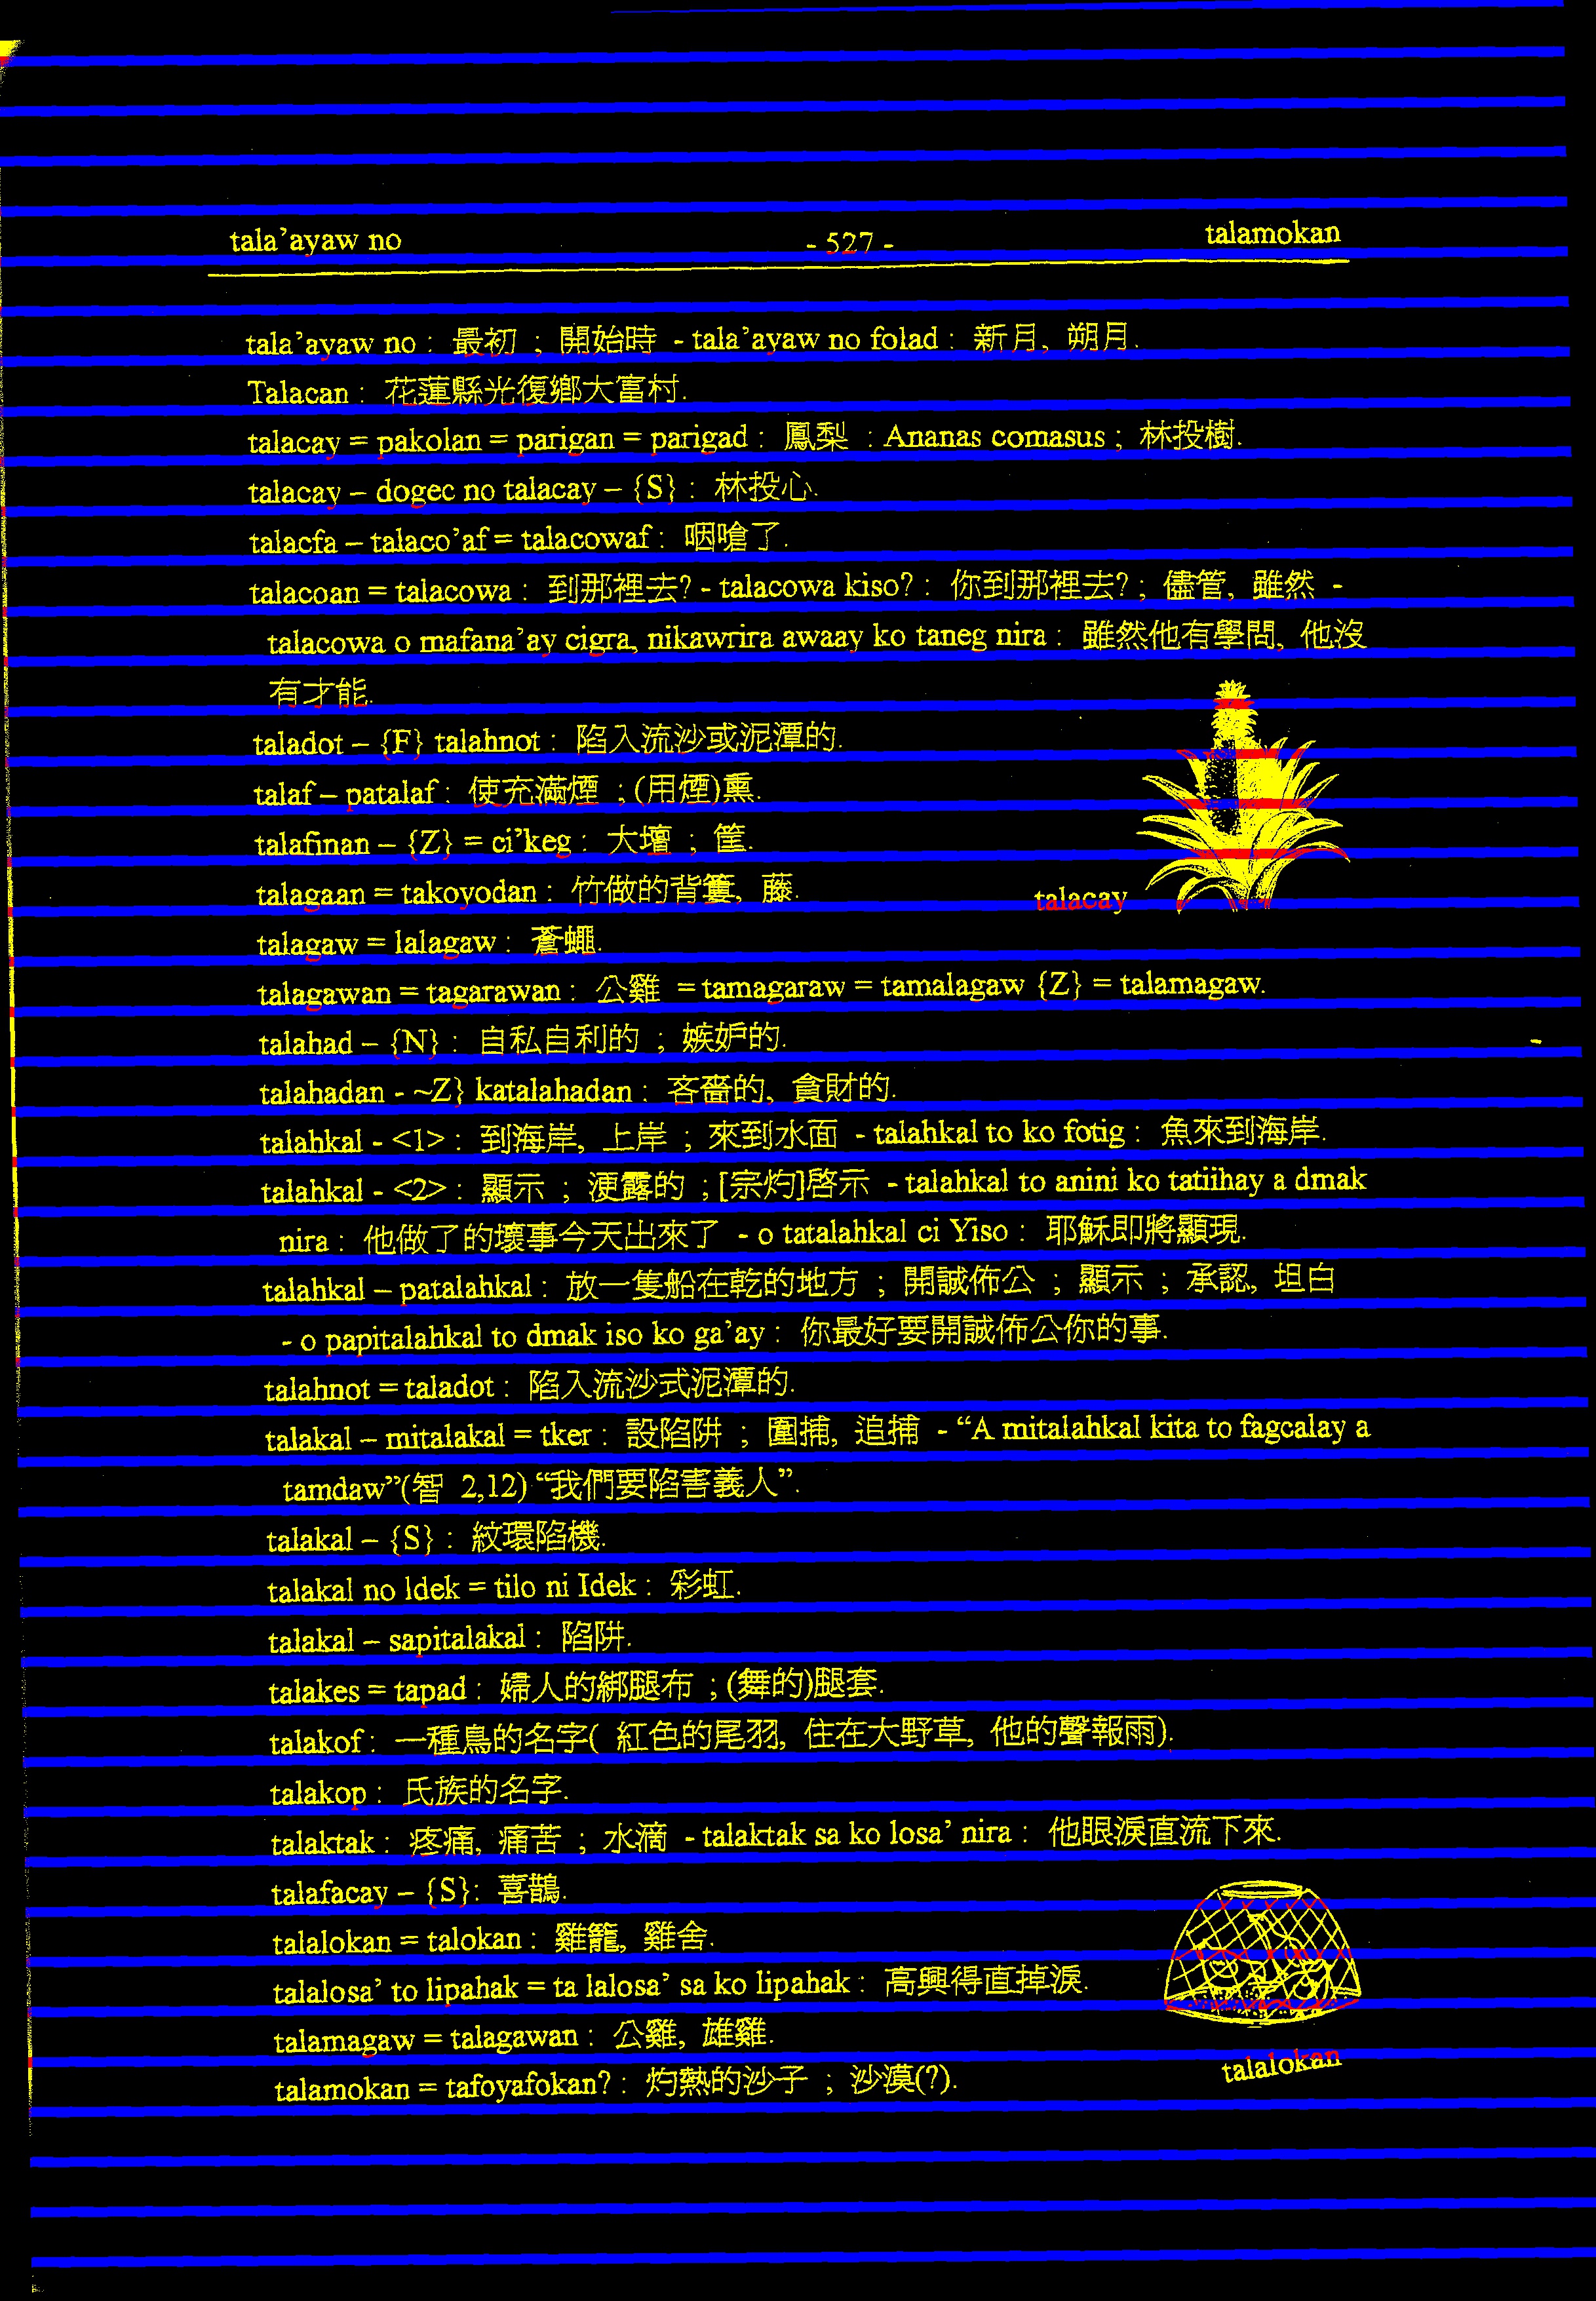 tala’ayaw no - 527 - talamokan
tala’ayaw no : 最初 ; 開始時 - tala’ayaw no folad : 新月, 朔月.
Talacan : 花蓮縣光復鄉大富村.
talacay = pakolan = parigan = parigad : 鳳梨 : Ananas comasus ; 林投樹.
talacay – dogec no talacay – {S} : 林投心.
talacfa – talaco’af = talacowaf : 咽嗆了.
talacoan = talacowa : 到那裡去? - talacowa kiso? : 你到那裡去? ; 儘管, 雖然 -
talacowa o mafana’ay cigra, nikawrira awaay ko taneg nira : 雖然他有學問, 他沒
有才能.
taladot – {F} talahnot : 陷入流沙或泥潭的.
talaf – patalaf : 使充滿煙 ; (用煙)熏.
talafinan – {Z} = ci’keg : 大壇 ; 筐.
talagaan = takoyodan : 竹做的背簍, 藤.
talacay
talagaw = lalagaw : 蒼蠅.
talagawan = tagarawan : 公雞 = tamagaraw = tamalagaw {Z} = talamagaw.
talahad – {N} : 自私自利的 ; 嫉妒的.
talahadan - ~Z} katalahadan : 吝嗇的, 貪財的.
talahkal - <1> : 到海岸, 上岸 ; 來到水面 - talahkal to ko fotig : 魚來到海岸.
talahkal - <2> : 顯示 ; 浭露的 ; [宗灼]啓示 - talahkal to anini ko tatiihay a dmak
nira : 他做了的壞事今天出來了 - o tatalahkal ci Yiso : 耶穌即將顯現.
talahkal – patalahkal : 放一隻船在乾的地方 ; 開誠佈公 ; 顯示 ; 承認, 坦白
- o papitalahkal to dmak iso ko ga’ay : 你最好要開誠佈公你的事.
talahnot = taladot : 陷入流沙式泥潭的.
talakal – mitalakal = tker : 設陷阱 ; 圍捕, 追捕 - “A mitalahkal kita to fagcalay a
tamdaw”(智 2,12) “我們要陷害義人”.
talakal – {S} : 紋環陷機.
talakal no ldek = tilo ni Idek : 彩虹.
talakal – sapitalakal : 陷阱.
talakes = tapad : 婦人的綁腿布 ; (舞的)腿套.
talakof : 一種鳥的名字( 紅色的尾羽, 住在大野草, 他的聲報雨).
talakop : 氏族的名字.
talaktak : 疼痛, 痛苦 ; 水滴 - talaktak sa ko losa’ nira : 他眼淚直流下來.
talafacay – {S}: 喜鵲.
talalokan = talokan : 雞籠, 雞舍.
talalosa’ to lipahak = ta lalosa’ sa ko lipahak : 高興得直掉淚.
talamagaw = talagawan : 公雞, 雄雞.
talamokan = tafoyafokan? : 灼熱的沙子 ; 沙漠(?).
talalokan